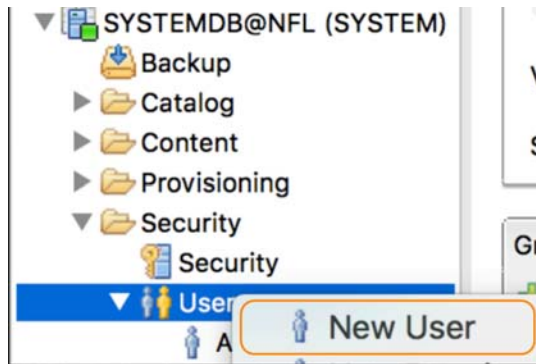 SYSTEMDB@NFL (SYSTEM)
Backup
Catalog
Content
Provisioning
Security
Security
User
New User